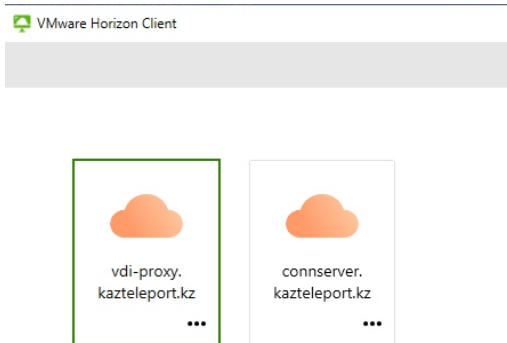 VMware Horizon Client
vdi-proxy.
kazteleport.kz
connserver.
kazteleport.kz